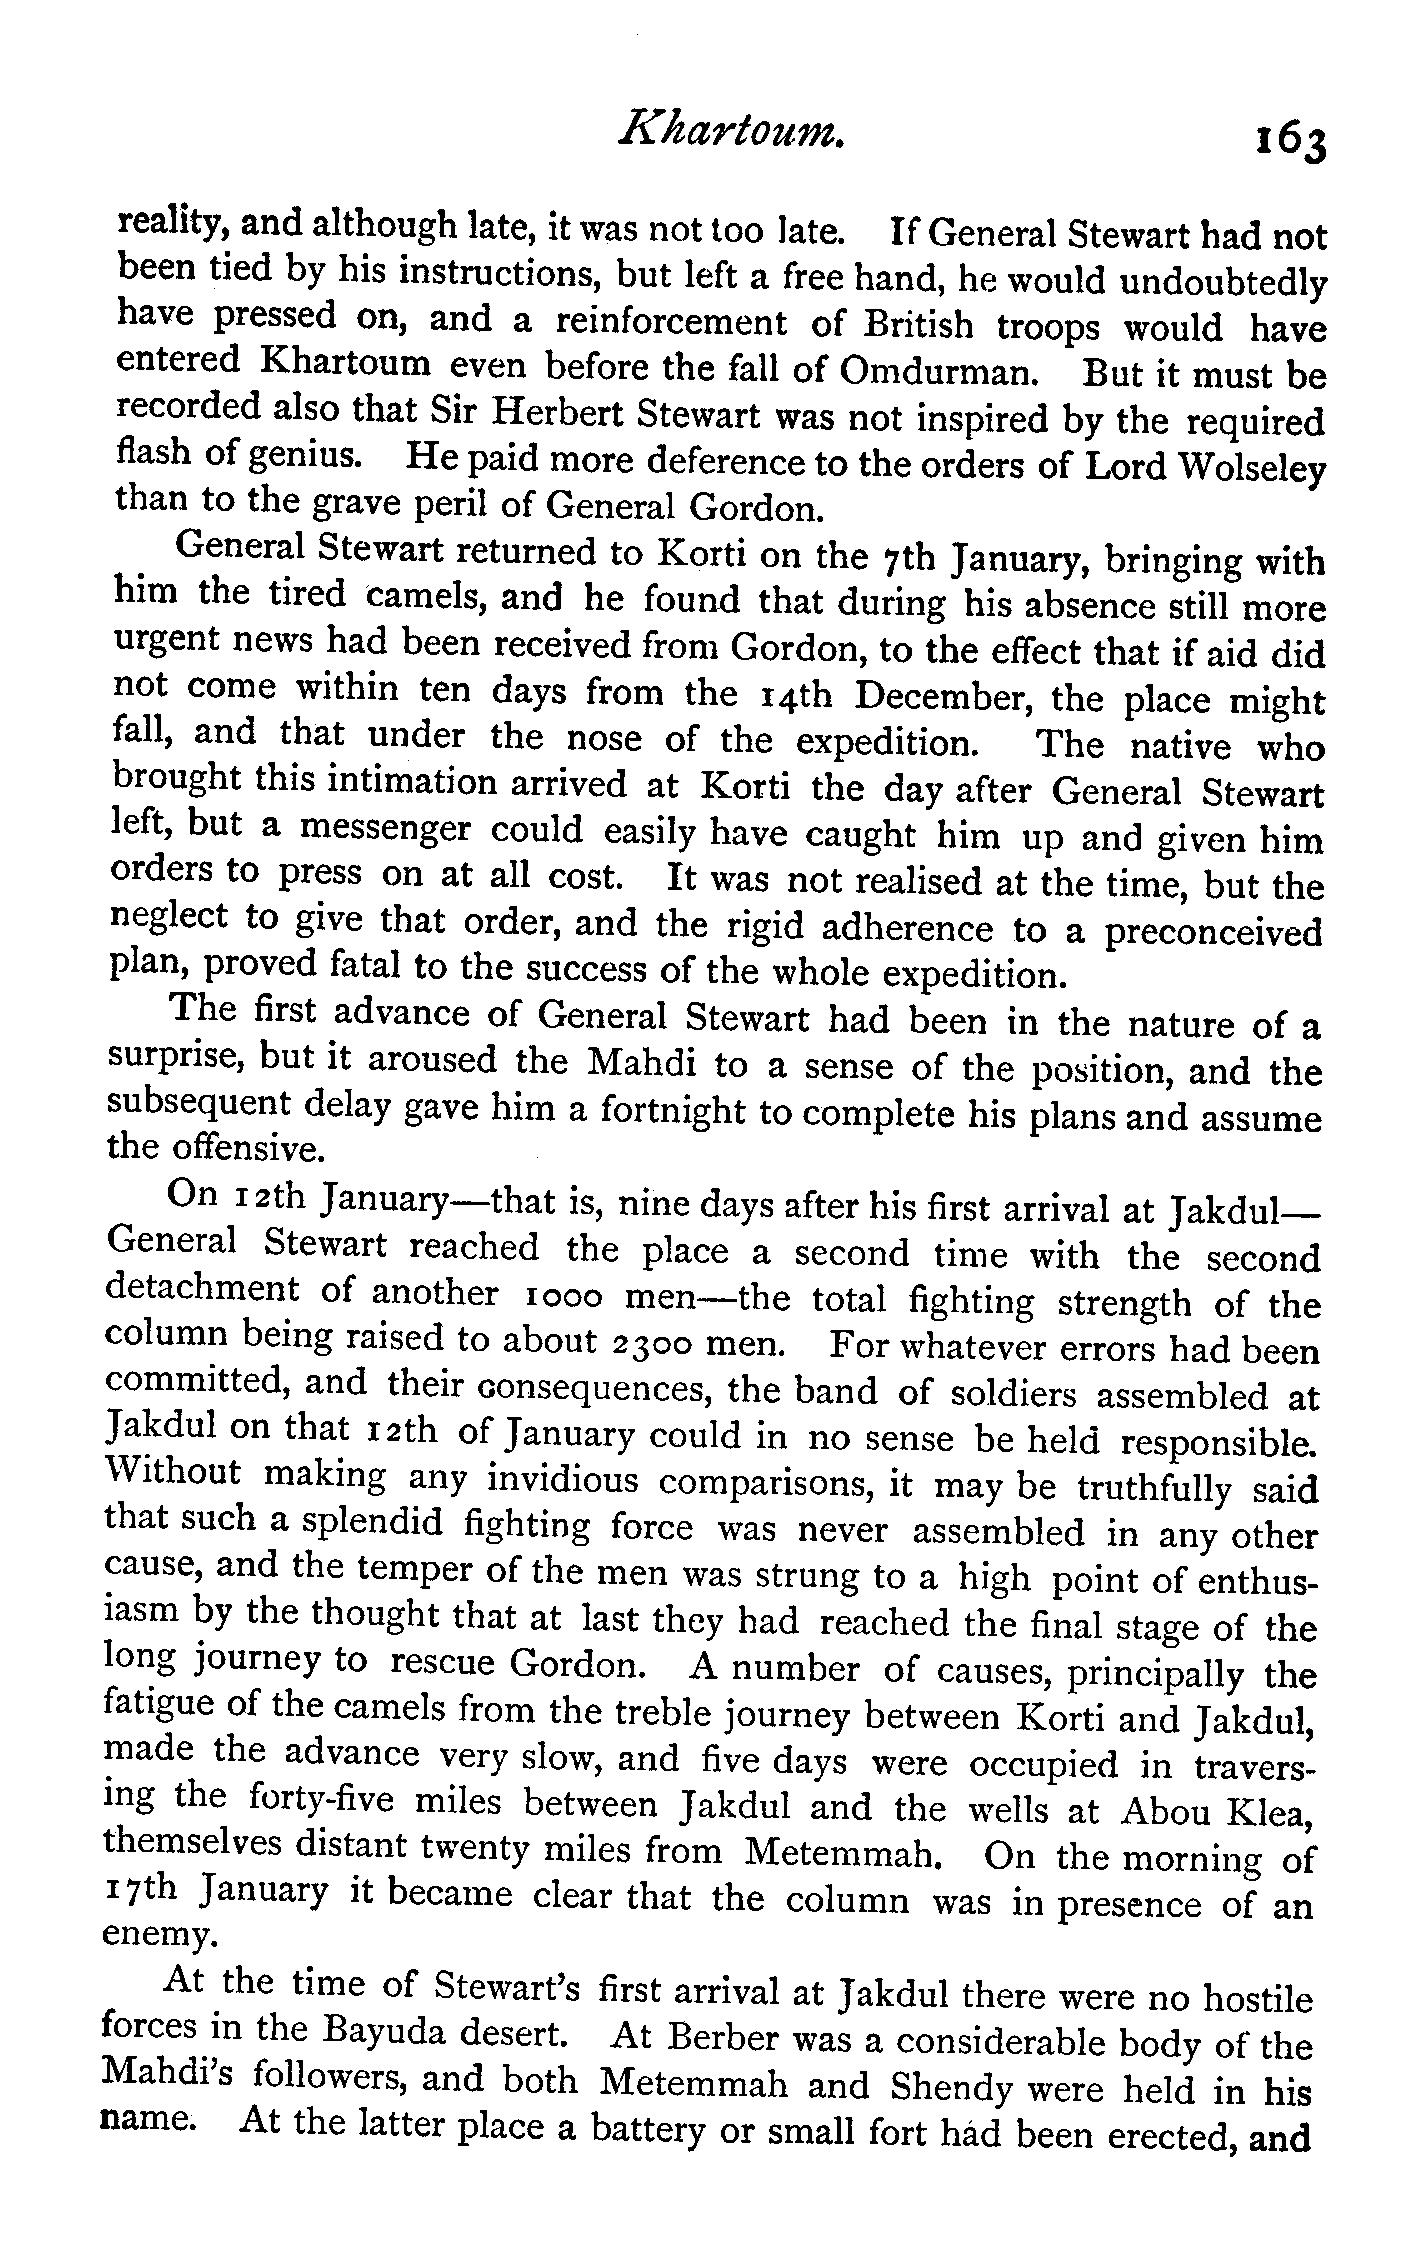 Khartoum. 163
reality, and although late, it was not too late. If General Stewart had not
been tied by his instructions, but left a free hand, he would undoubtedly
have pressed on, and a reinforcement of British troops would have
entered Khartoum even before the fall of Omdurman. But it must be
recorded also that Sir Herbert Stewart was not inspired by the required
flash of genius. He paid more deference to the orders of Lord Wolseley
than to the grave peril of General Gordon.
General Stewart returned to Korti on the 7th January, bringing with
him the tired camels, and he found that during his absence still more
urgent news had been received from Gordon, to the effect that if aid did
not come within ten days from the 14th December, the place might
fall, and that under the nose of the expedition. The native who
brought this intimation arrived at Korti the day after General Stewart
left, but a messenger could easily have caught him up and given him
orders to press on at all cost. It was not realised at the time, but the
neglect to give that order, and the rigid adherence to a preconceived
plan, proved fatal to the success of the whole expedition.
The first advance of General Stewart had been in the nature of a
surprise, but it aroused the Mahdi to a sense of the position, and the
subsequent delay gave him a fortnight to complete his plans and assume
the offensive.
On 12th January—that is, nine days after his first arrival at Jakdul—
General Stewart reached the place a second time with the second
detachment of another 1000 men—the total fighting strength of the
column being raised to about 2300 men. For whatever errors had been
committed, and their consequences, the band of soldiers assembled at
Jakdul on that 12th of January could in no sense be held responsible.
Without making any invidious comparisons, it may be truthfully said
that such a splendid fighting force was never assembled in any other
cause, and the temper of the men was strung to a high point of enthus-
iasm by the thought that at last they had reached the final stage of the
long journey to rescue Gordon. A number of causes, principally the
fatigue of the camels from the treble journey between Korti and Jakdul,
made the advance very slow, and five days were occupied in travers-
ing the forty-five miles between Jakdul and the wells at Abou Klea,
themselves distant twenty miles from Metemmah. On the morning of
17th January it became clear that the column was in presence of an
enemy.
At the time of Stewart's first arrival at Jakdul there were no hostile
forces in the Bayuda desert. At Berber was a considerable body of the
Mahdi's followers, and both Metemmah and Shendy were held in his
name. At the latter place a battery or small fort had been erected, and